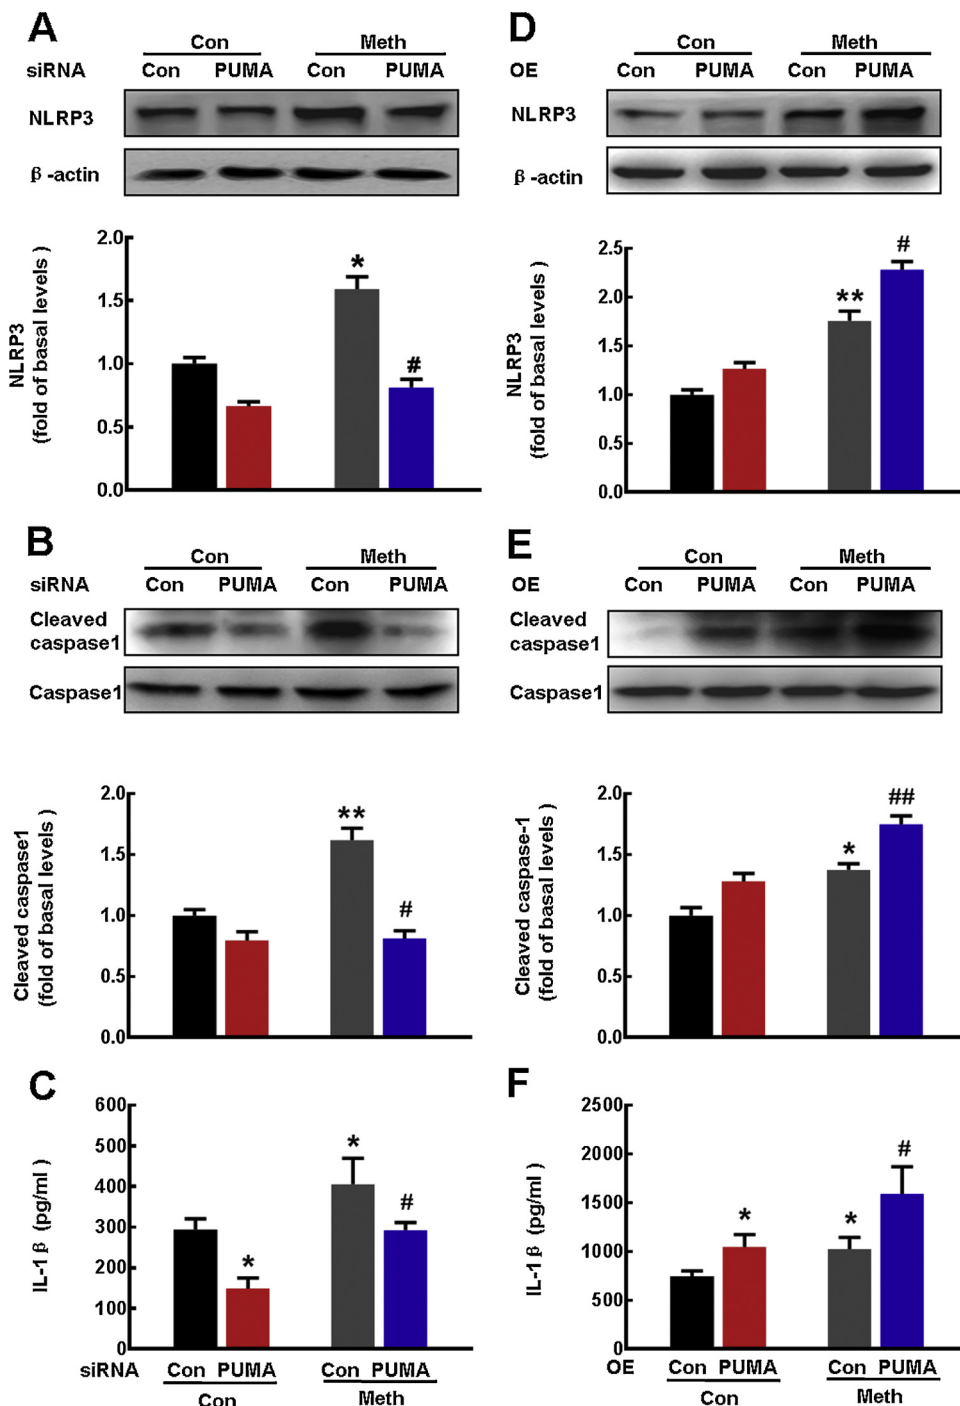 A
Con Meth
siRNA Con PUMA Con PUMA
NLRP3
β-actin
NLRP3
(fold of basal levels )
2.0
1.5
1.0
0.5
0.0
*
#
D
Con Meth
OE Con PUMA Con PUMA
NLRP3
β-actin
NLRP3
(fold of basal levels )
2.5
2.0
1.5
1.0
0.5
0.0
**
#
B
Con Meth
siRNA Con PUMA Con PUMA
Cleaved
caspase1
Caspase1
Cleaved caspase1
(fold of basal levels )
2.0
1.5
1.0
0.5
0.0
**
#
E
Con Meth
OE Con PUMA Con PUMA
Cleaved
caspase1
Caspase1
Cleaved caspase-1
(fold of basal levels )
2.0
1.5
1.0
0.5
0.0
*
##
C
IL-1β (pg/ml )
600
500
400
300
200
100
0
*
*
#
siRNA Con PUMA Con PUMA
Con Meth
F
IL-1β (pg/ml )
2500
2000
1500
1000
500
0
*
*
#
OE Con PUMA Con PUMA
Con Meth